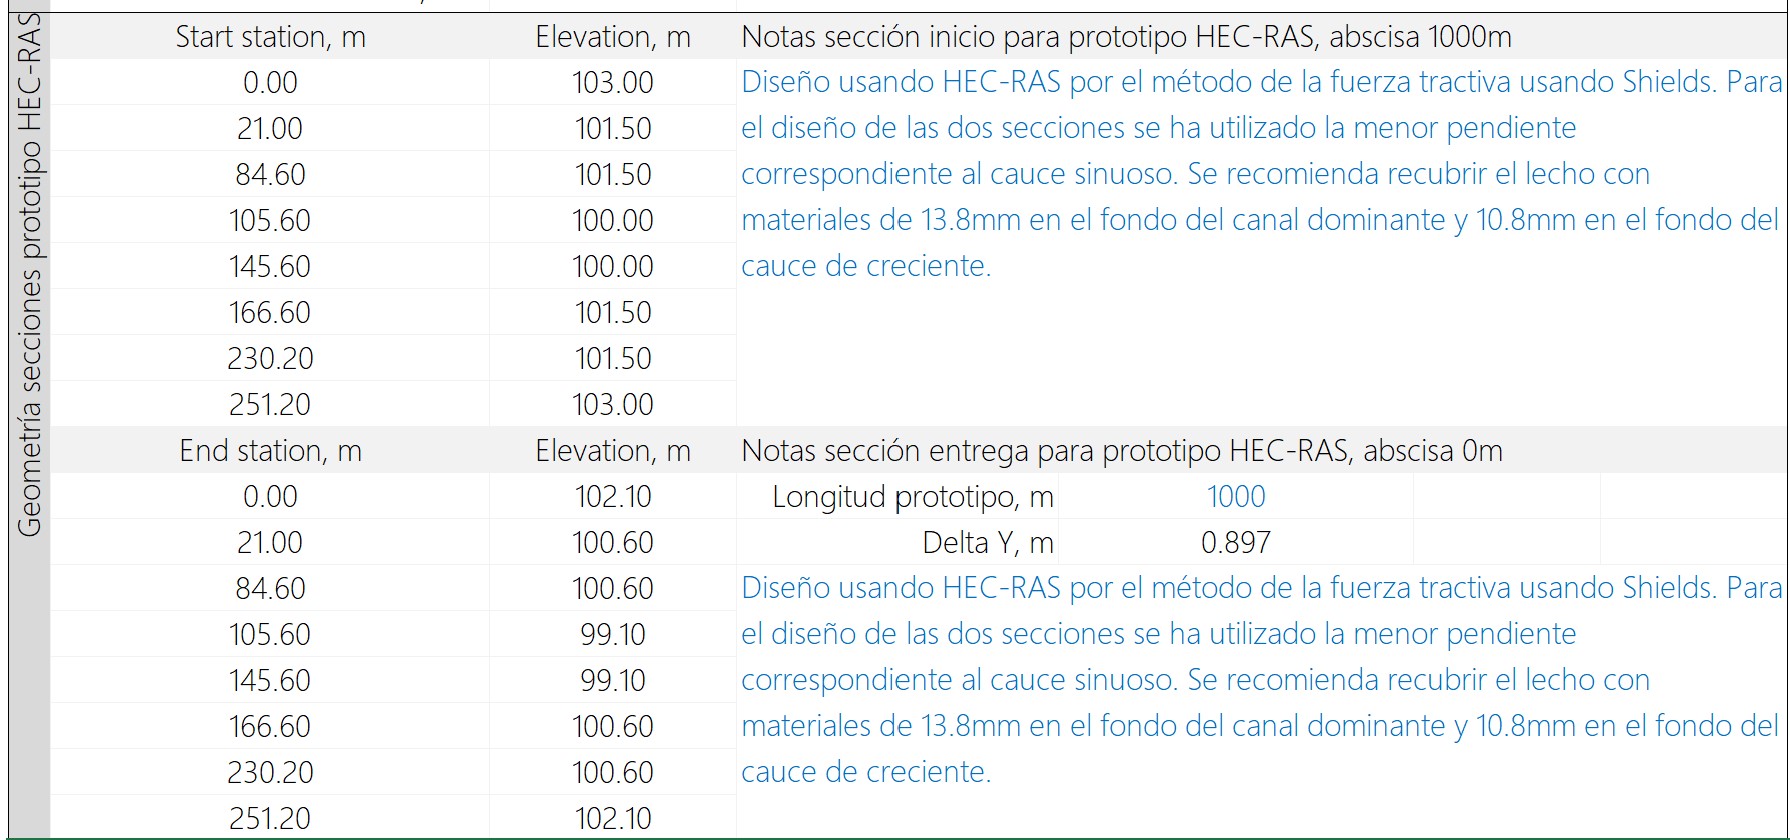 Geometría secciones prototipo HEC-RAS
Start station, m Elevation, m Notas sección inicio para prototipo HEC-RAS, abscisa 1000m
0.00 103.00 Diseño usando HEC-RAS por el método de la fuerza tractiva usando Shields. Para
21.00 101.50 el diseño de las dos secciones se ha utilizado la menor pendiente
84.60 101.50 correspondiente al cauce sinuoso. Se recomienda recubrir el lecho con
105.60 100.00 materiales de 13.8mm en el fondo del canal dominante y 10.8mm en el fondo del
145.60 100.00 cauce de creciente.
166.60 101.50
230.20 101.50
251.20 103.00
End station, m Elevation, m Notas sección entrega para prototipo HEC-RAS, abscisa 0m
0.00 102.10 Longitud prototipo, m 1000
21.00 100.60 Delta Y, m 0.897
84.60 100.60 Diseño usando HEC-RAS por el método de la fuerza tractiva usando Shields. Para
105.60 99.10 el diseño de las dos secciones se ha utilizado la menor pendiente
145.60 99.10 correspondiente al cauce sinuoso. Se recomienda recubrir el lecho con
166.60 100.60 materiales de 13.8mm en el fondo del canal dominante y 10.8mm en el fondo del
230.20 100.60 cauce de creciente.
251.20 102.10